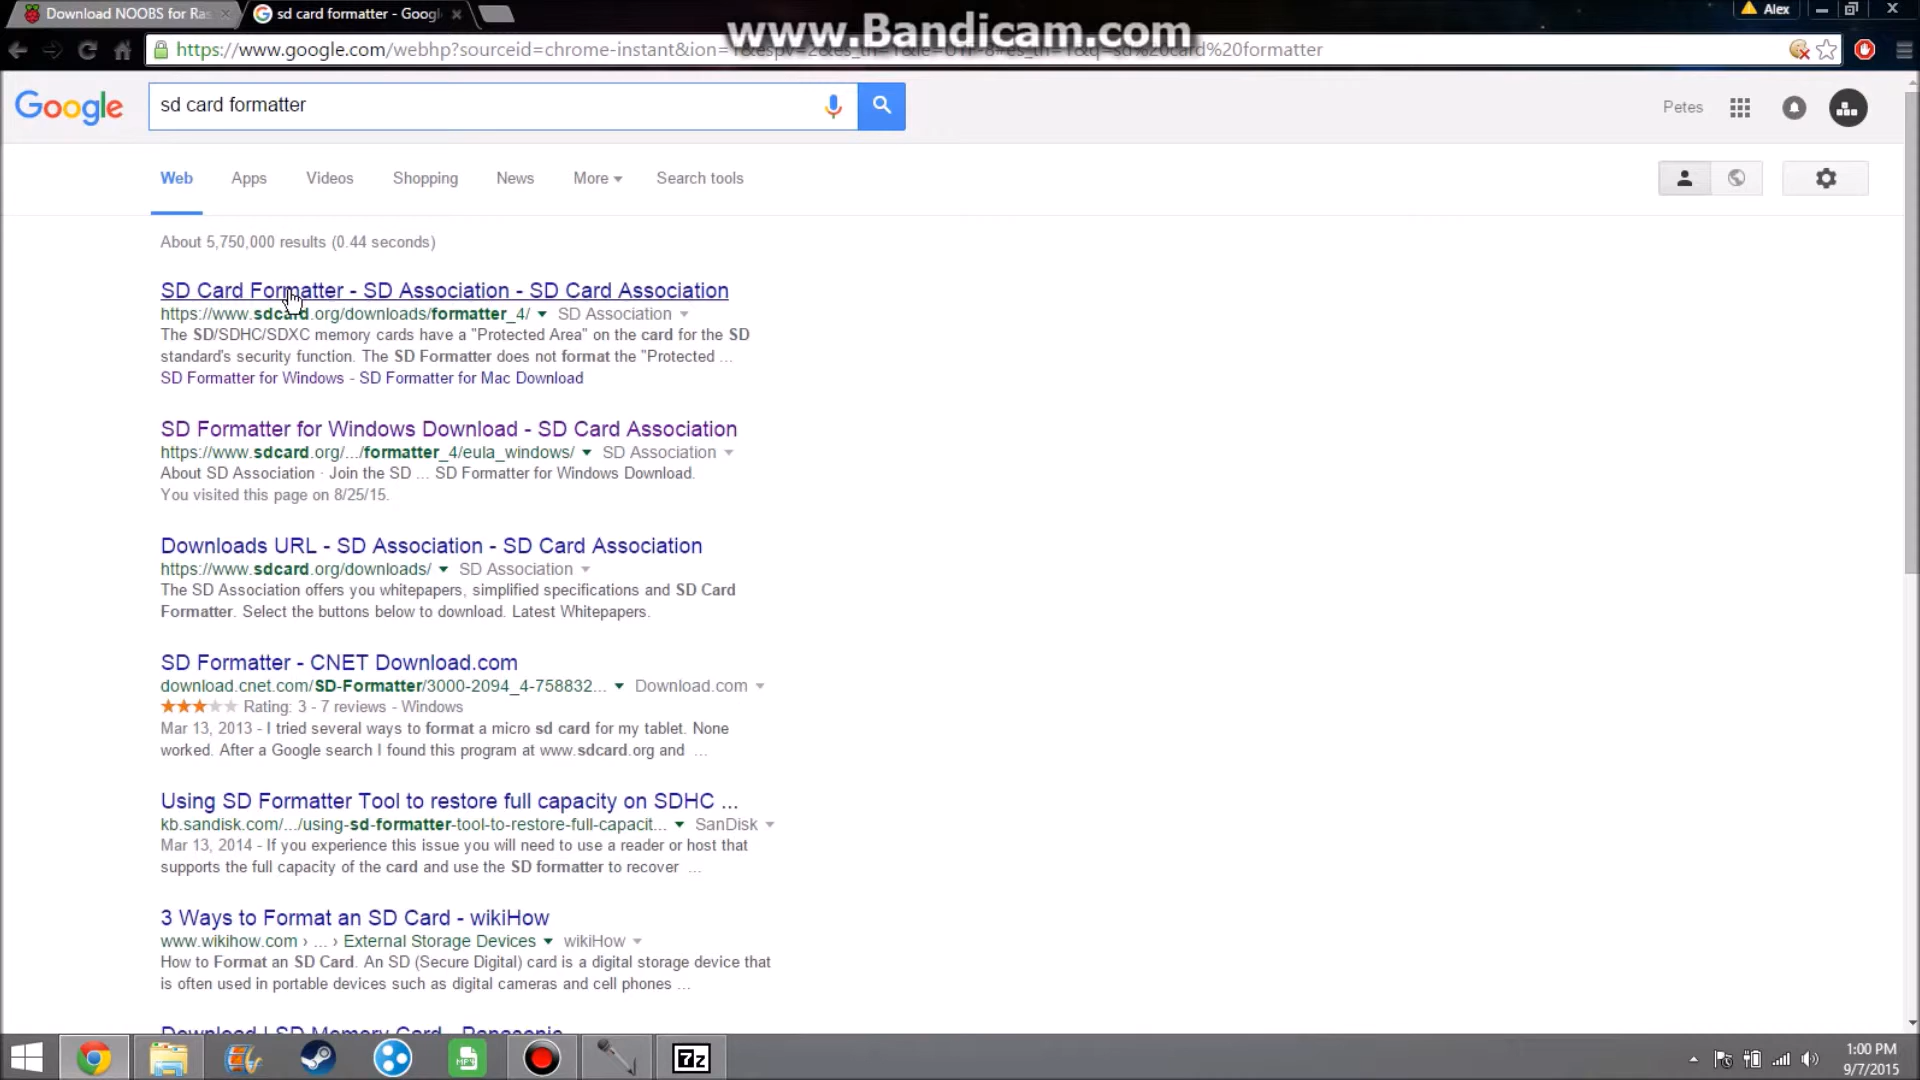 Download NOOBS for Ras
sd card formatter - Googl
www.Bandicam.com
Alex
https://www.google.com/webhp?sourceid=chrome-instant&ion=
sd%20card%20formatter
Google
sd card formatter
Petes
Web
Apps
Videos
Shopping
News
More
Search tools
About 5,750,000 results (0.44 seconds)
SD Card Formatter - SD Association - SD Card Association
https://www.sdcard.org/downloads/formatter_4/ SD Association
The SD/SDHC/SDXC memory cards have a "Protected Area" on the card for the SD
standard's security function. The SD Formatter does not format the "Protected ...
SD Formatter for Windows - SD Formatter for Mac Download
SD Formatter for Windows Download - SD Card Association
https://www.sdcard.org/.../formatter_4/eula_windows/ SD Association
About SD Association · Join the SD ... SD Formatter for Windows Download.
You visited this page on 8/25/15.
Downloads URL - SD Association - SD Card Association
https://www.sdcard.org/downloads/ SD Association
The SD Association offers you whitepapers, simplified specifications and SD Card
Formatter. Select the buttons below to download. Latest Whitepapers.
SD Formatter - CNET Download.com
download.cnet.com/SD-Formatter/3000-2094_4-758832... Download.com
Rating: 3 - 7 reviews - Windows
Mar 13, 2013 - I tried several ways to format a micro sd card for my tablet. None
worked. After a Google search I found this program at www.sdcard.org and ...
Using SD Formatter Tool to restore full capacity on SDHC ...
kb.sandisk.com/.../using-sd-formatter-tool-to-restore-full-capacit... SanDisk
Mar 13, 2014 - If you experience this issue you will need to use a reader or host that
supports the full capacity of the card and use the SD formatter to recover ...
3 Ways to Format an SD Card - wikiHow
www.wikihow.com › ... › External Storage Devices wikiHow
How to Format an SD Card. An SD (Secure Digital) card is a digital storage device that
is often used in portable devices such as digital cameras and cell phones ...
Download | SD Memory Card - Panasonic
MP3
7z
1:00 PM
9/7/2015